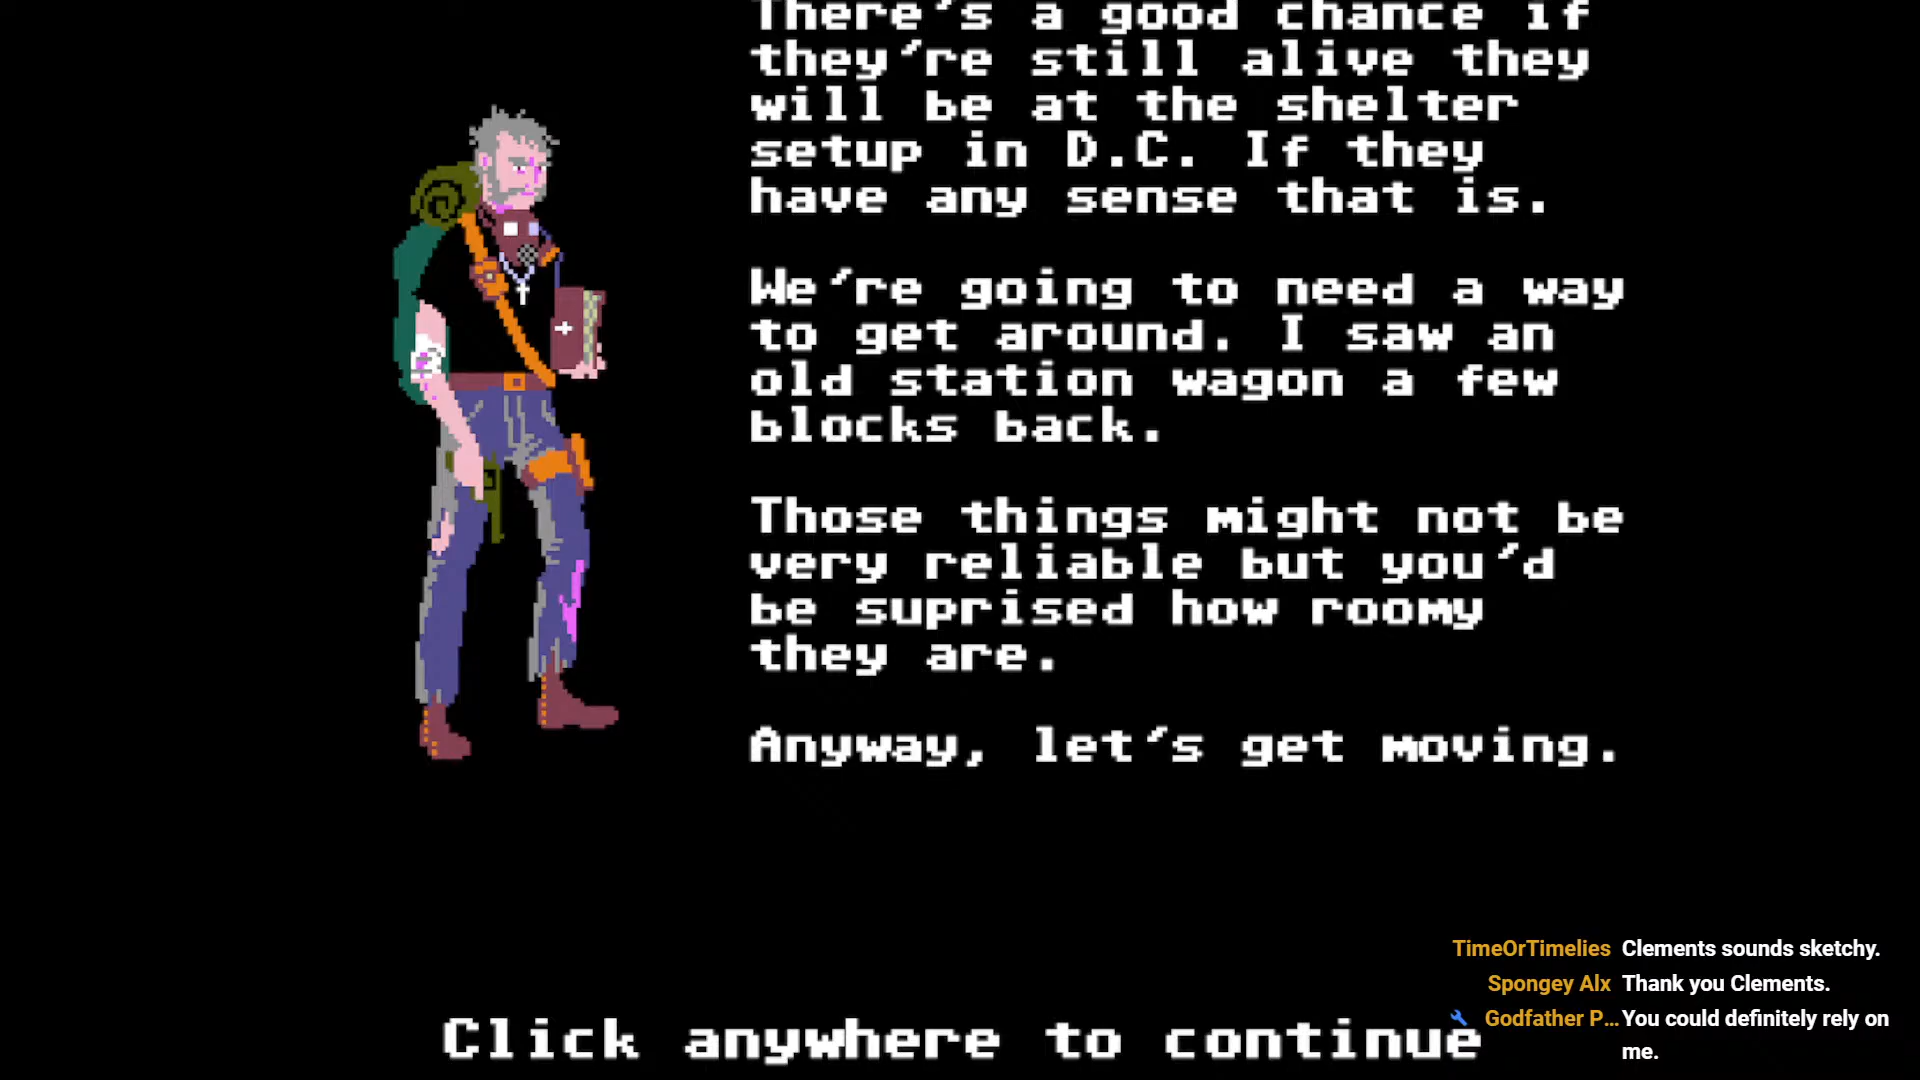 There's a good chance if
they're still alive they
will be at the shelter
setup in D.C. If they
have any sense that is.
We're going to need a way
to get around. I saw an
old station wagon a few
blocks back.
Those things might not be
very reliable but you'd
be suprised how roomy
they are.
Anyway, let's get moving.
TimeOrTimelies Clements sounds sketchy.
Spongey Alx Thank you Clements.
Godfather P… You could definitely rely on
me.
Click anywhere to continue